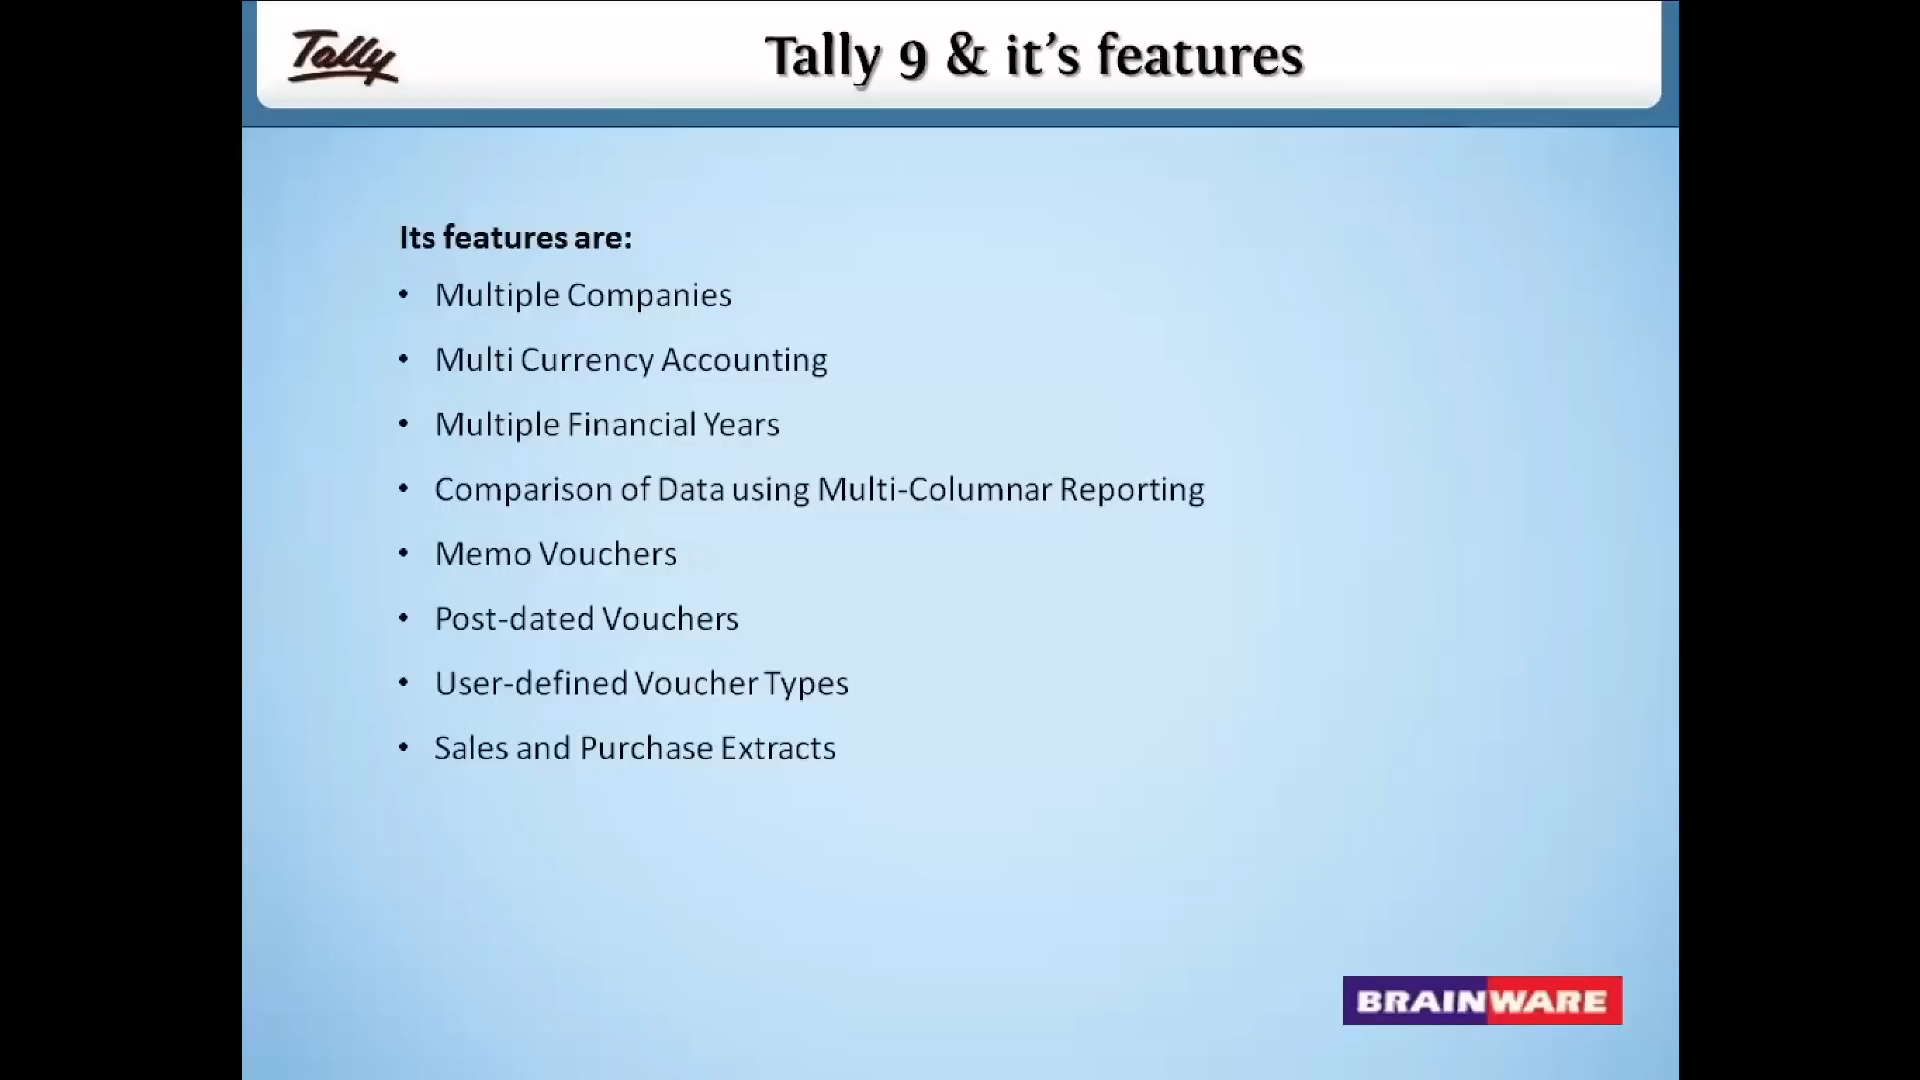 Tally
Tally 9 & it's features
Its features are:
• Multiple Companies
• Multi Currency Accounting
• Multiple Financial Years
• Comparison of Data using Multi-Columnar Reporting
• Memo Vouchers
• Post-dated Vouchers
• User-defined Voucher Types
• Sales and Purchase Extracts
BRAINWARE